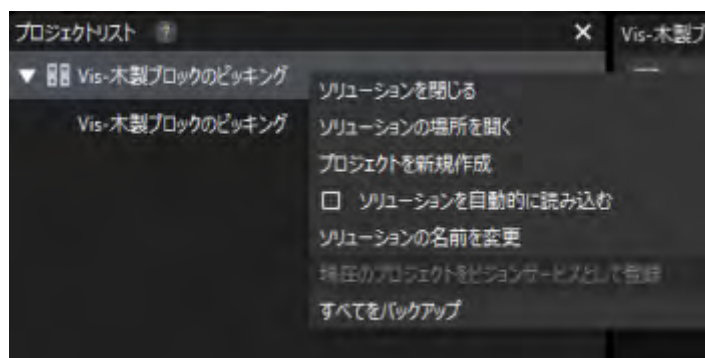 プロジェクトリスト ?
Vis-木製ブ
Vis-木製ブロックのピッキング
Vis-木製ブロックのピッキング
ソリューションを閉じる
ソリューションの場所を開く
プロジェクトを新規作成
ソリューションを自動的に読み込む
ソリューションの名前を変更
現在のプロジェクトをビジョンサービスとして登録
すべてをバックアップ